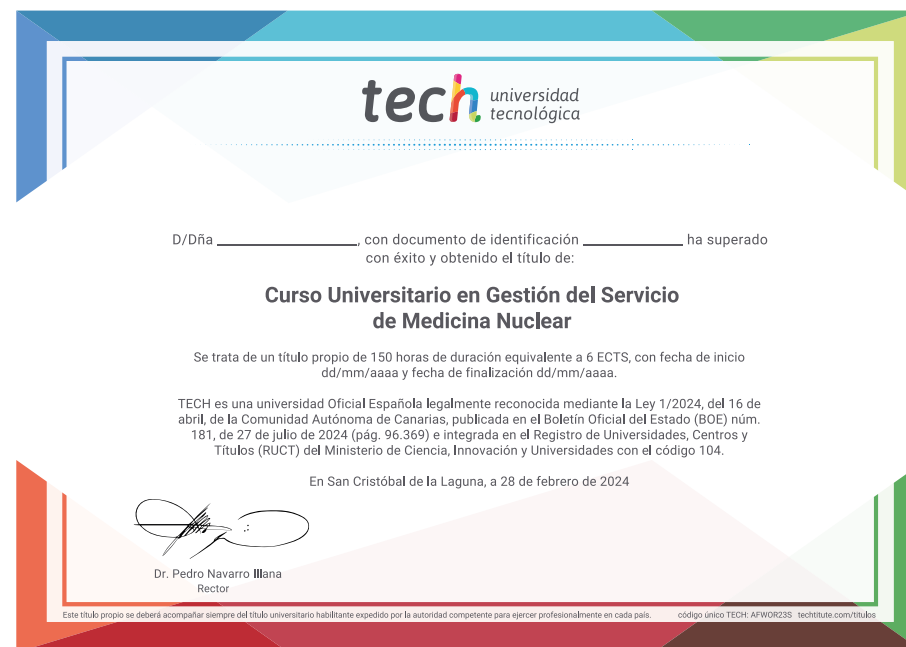 tech universidad
tecnológica
D/Dña ____________________, con documento de identificación ______________ ha superado
con éxito y obtenido el título de:
Curso Universitario en Gestión del Servicio
de Medicina Nuclear
Se trata de un título propio de 150 horas de duración equivalente a 6 ECTS, con fecha de inicio
dd/mm/aaaa y fecha de finalización dd/mm/aaaa.
TECH es una universidad Oficial Española legalmente reconocida mediante la Ley 1/2024, del 16 de
abril, de la Comunidad Autónoma de Canarias, publicada en el Boletín Oficial del Estado (BOE) núm.
181, de 27 de julio de 2024 (pág. 96.369) e integrada en el Registro de Universidades, Centros y
Títulos (RUCT) del Ministerio de Ciencia, Innovación y Universidades con el código 104.
En San Cristóbal de la Laguna, a 28 de febrero de 2024
Dr. Pedro Navarro Illana
Rector
Este título propio se deberá acompañar siempre del título universitario habilitante expedido por la autoridad competente para ejercer profesionalmente en cada país. código único TECH: AFWOR23S techtitute.com/titulos